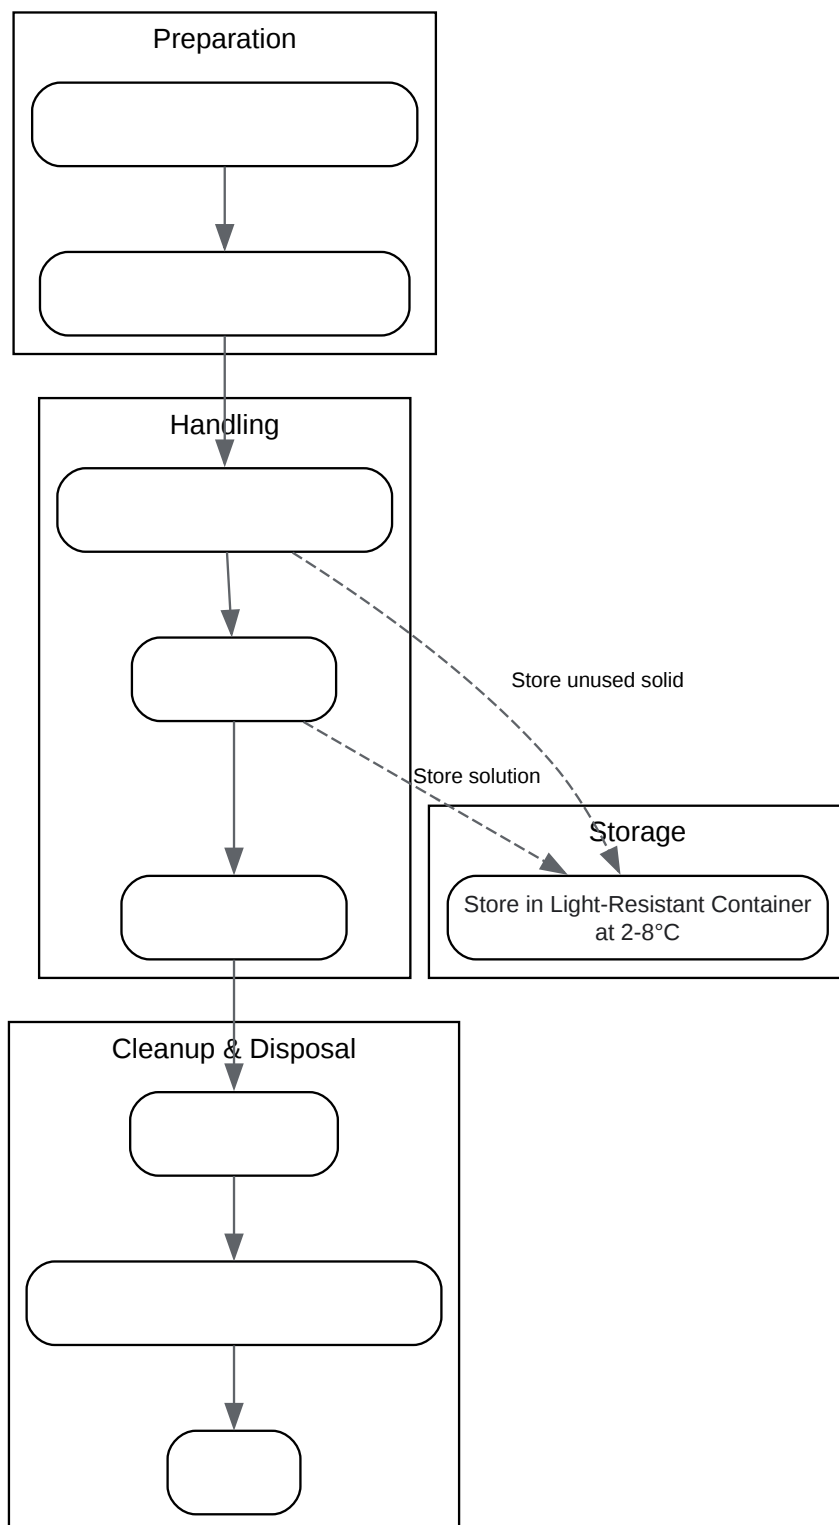 Preparation
Handling
Store unused solid
Store solution
Storage
Store in Light-Resistant Container
at 2-8°C
Cleanup & Disposal